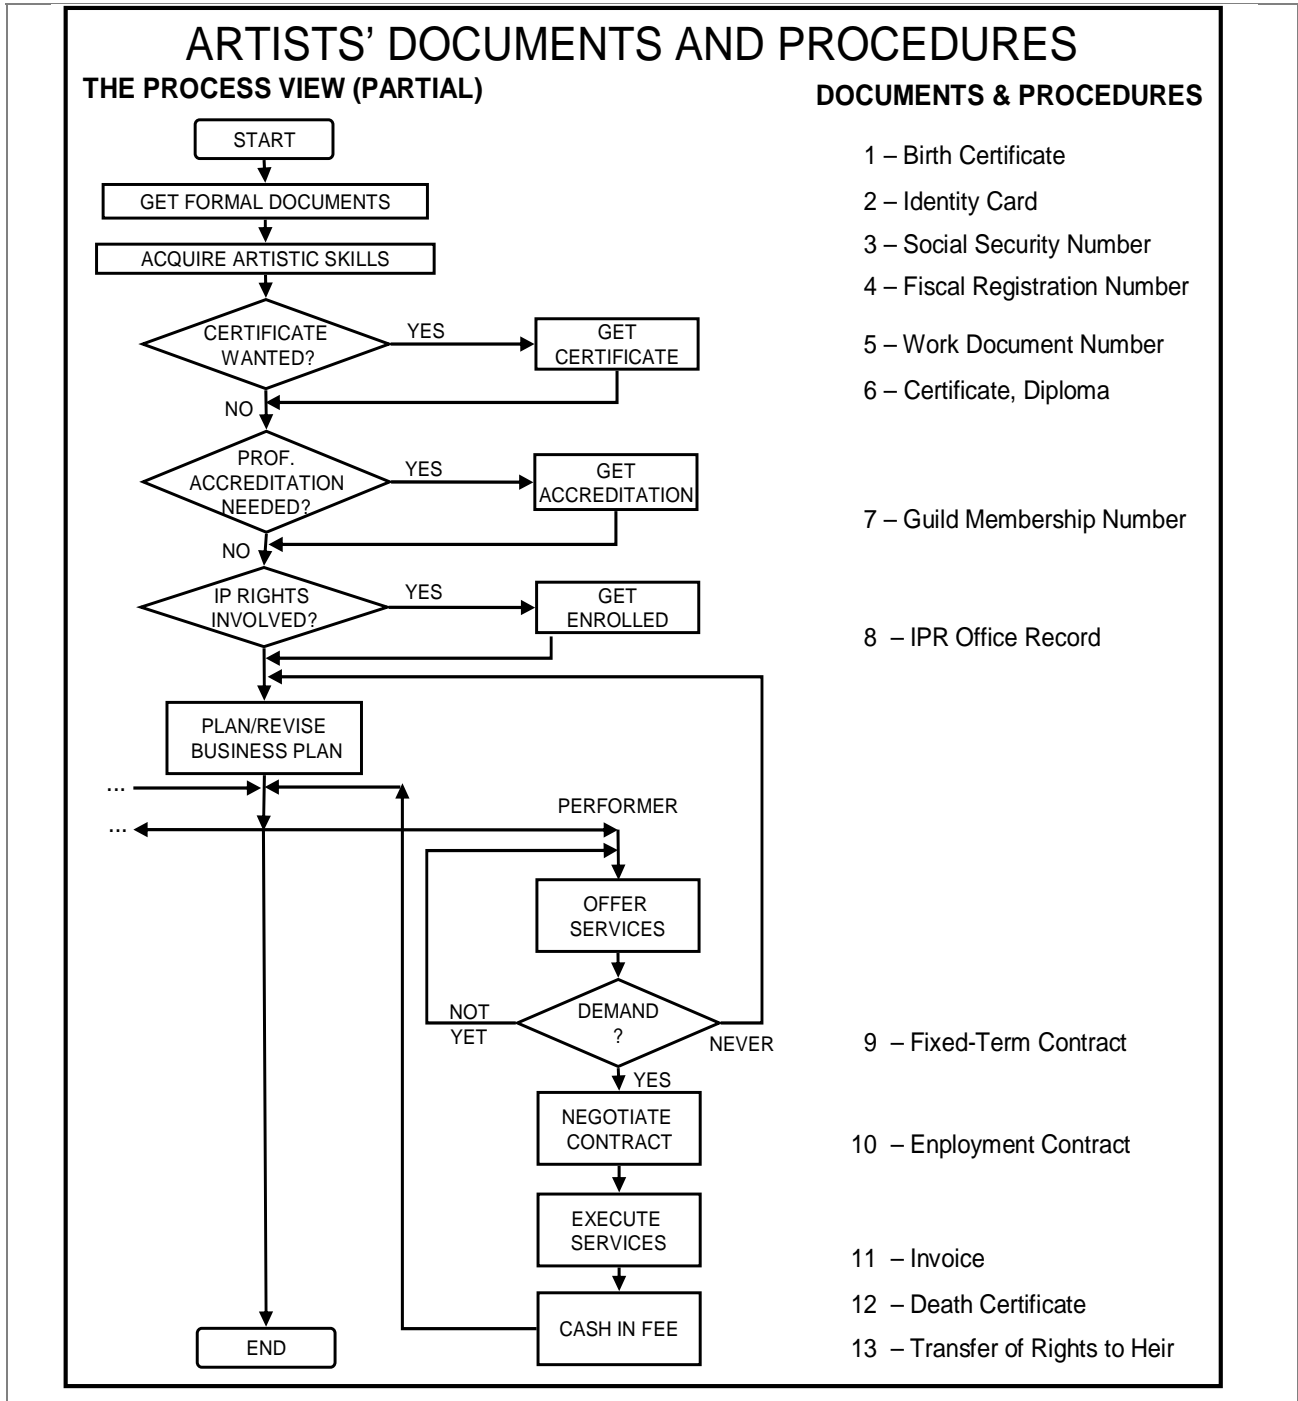 ARTISTS’ DOCUMENTS AND PROCEDURES
THE PROCESS VIEW (PARTIAL)
START
GET FORMAL DOCUMENTS
ACQUIRE ARTISTIC SKILLS
CERTIFICATE
WANTED?
YES
GET
CERTIFICATE
NO
PROF.
ACCREDITATION
NEEDED?
YES
GET
ACCREDITATION
NO
IP RIGHTS
INVOLVED?
YES
GET
ENROLLED
PLAN/REVISE
BUSINESS PLAN
...
...
PERFORMER
OFFER
SERVICES
DEMAND
?
NOT
YET
NEVER
YES
NEGOTIATE
CONTRACT
EXECUTE
SERVICES
CASH IN FEE
END
DOCUMENTS & PROCEDURES
1 – Birth Certificate
2 – Identity Card
3 – Social Security Number
4 – Fiscal Registration Number
5 – Work Document Number
6 – Certificate, Diploma
7 – Guild Membership Number
8 – IPR Office Record
9 – Fixed-Term Contract
10 – Enployment Contract
11 – Invoice
12 – Death Certificate
13 – Transfer of Rights to Heir